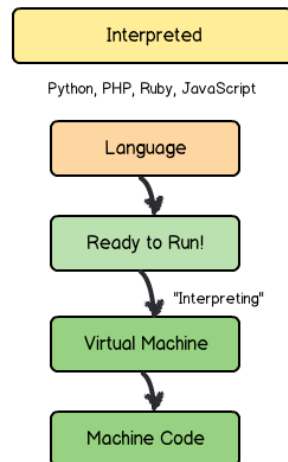 Interpreted
Python, PHP, Ruby, JavaScript
Language
Ready to Run!
"Interpreting"
Virtual Machine
Machine Code